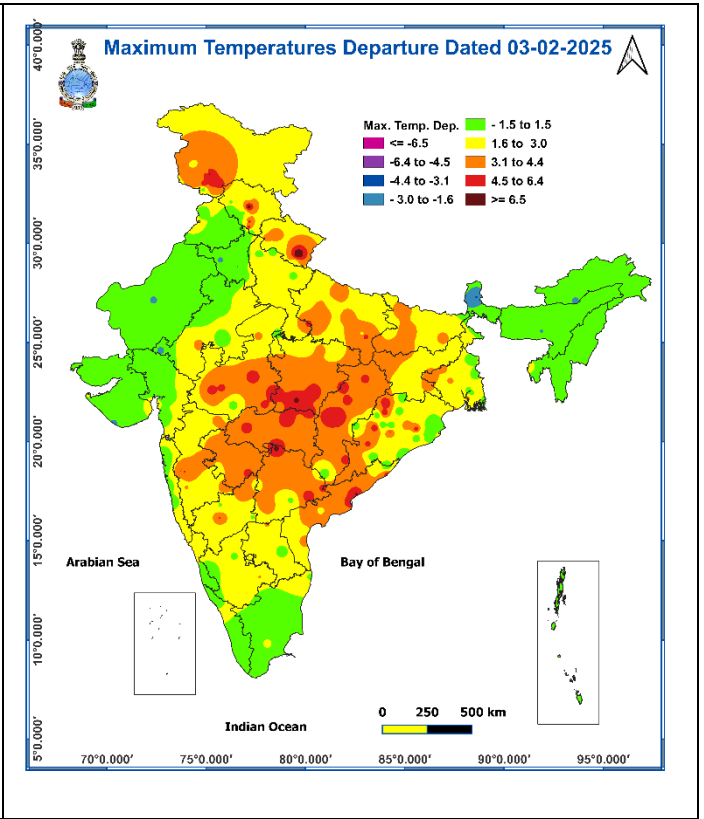 Maximum Temperatures Departure Dated 03-02-2025
Max. Temp. Dep.
<= -6.5
-6.4 to -4.5
-4.4 to -3.1
- 3.0 to -1.6
- 1.5 to 1.5
1.6 to 3.0
3.1 to 4.4
4.5 to 6.4
>= 6.5
40°0.000'
35°0.000'
30°0.000'
25°0.000'
20°0.000'
15°0.000'
10°0.000'
5°0.000'
Arabian Sea
Bay of Bengal
Indian Ocean
0 250 500 km
70°0.000' 75°0.000' 80°0.000' 85°0.000' 90°0.000' 95°0.000'